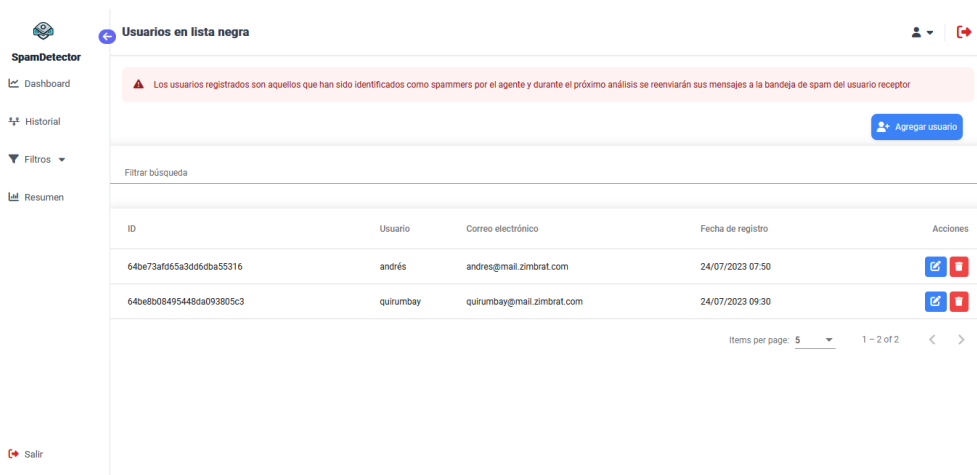 SpamDetector
Dashboard
Historial
Filtros
Resumen
Salir
Usuarios en lista negra
Los usuarios registrados son aquellos que han sido identificados como spammers por el agente y durante el próximo análisis se reenviarán sus mensajes a la bandeja de spam del usuario receptor
Agregar usuario
Filtrar búsqueda
ID Usuario Correo electrónico Fecha de registro Acciones
64be73afd65a3dd6dba55316 andrés andres@mail.zimbrat.com 24/07/2023 07:50
64be8b08495448da093805c3 quirumbay quirumbay@mail.zimbrat.com 24/07/2023 09:30
Items per page: 5 1 – 2 of 2